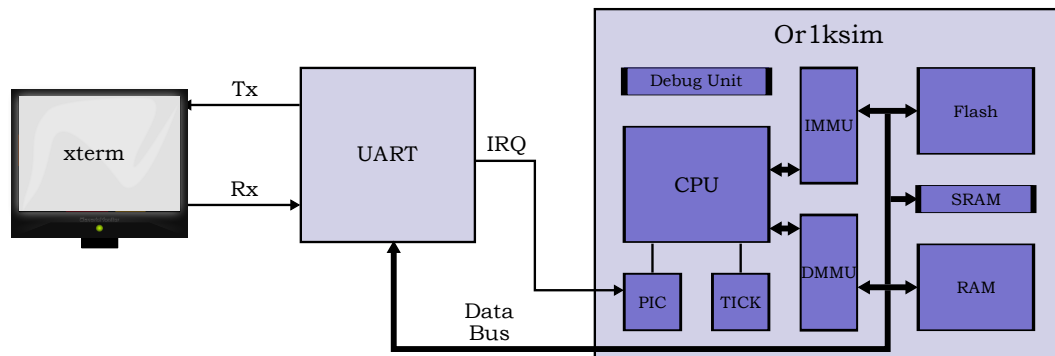 Or1ksim
Debug Unit
Tx
IMMU
Flash
xterm
UART
IRQ
CPU
Rx
SRAM
DMMU
PIC
TICK
RAM
Data
Bus